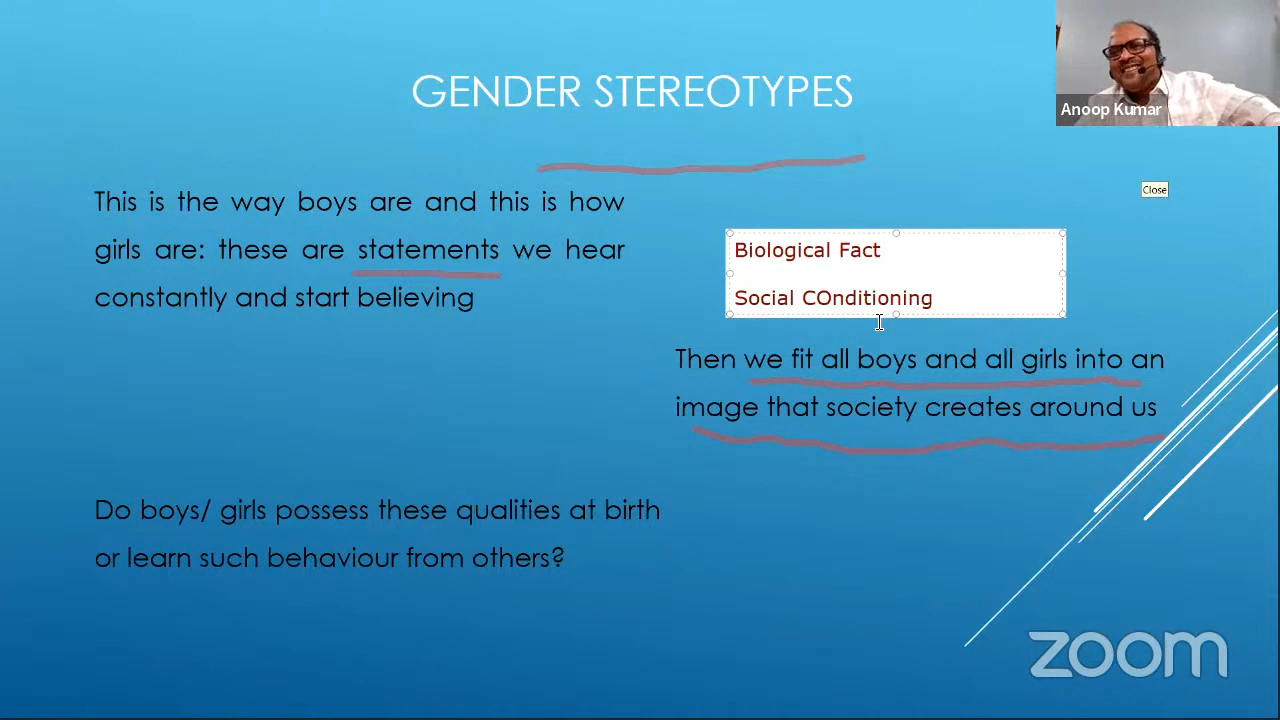 GENDER STEREOTYPES
Anoop Kumar
Close
This is the way boys are and this is how
girls are: these are statements we hear
constantly and start believing
Biological Fact
Social COnditioning
Then we fit all boys and all girls into an
image that society creates around us
Do boys/ girls possess these qualities at birth
or learn such behaviour from others?
zoom